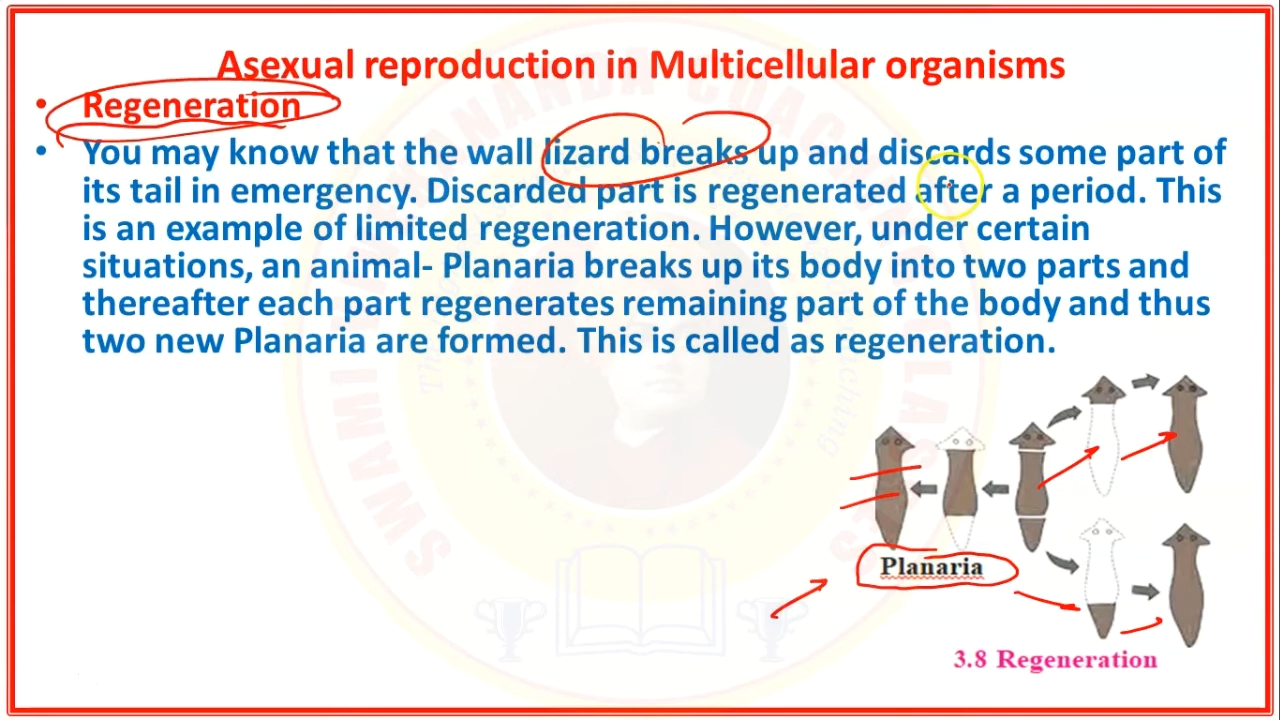 Asexual reproduction in Multicellular organisms
• Regeneration
• You may know that the wall lizard breaks up and discards some part of
its tail in emergency. Discarded part is regenerated after a period. This
is an example of limited regeneration. However, under certain
situations, an animal- Planaria breaks up its body into two parts and
thereafter each part regenerates remaining part of the body and thus
two new Planaria are formed. This is called as regeneration.
Planaria
3.8 Regeneration